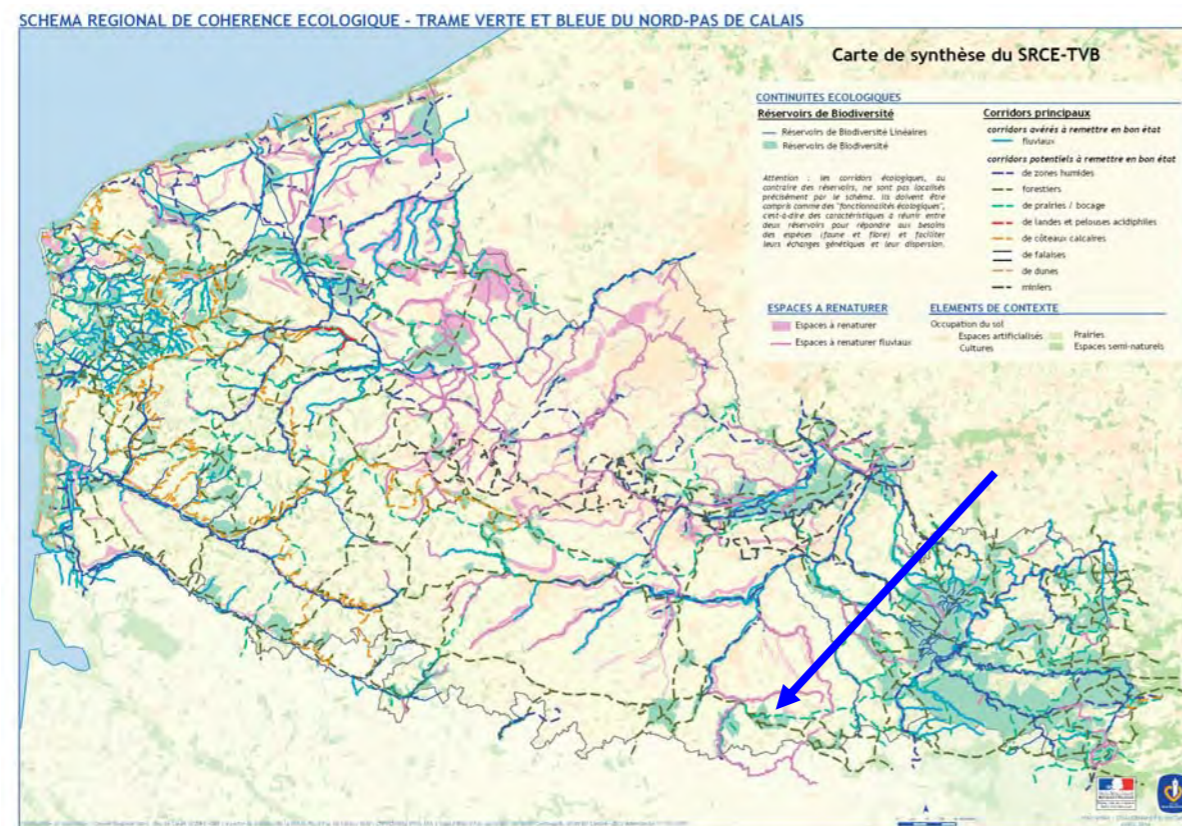 SCHEMA REGIONAL DE COHERENCE ECOLOGIQUE - TRAME VERTE ET BLEUE DU NORD-PAS DE CALAIS
Carte de synthèse du SRCE-TVB
CONTINUITES ECOLOGIQUES
Réservoirs de Biodiversité
Réservoirs de Biodiversité Linéaires
Réservoirs de Biodiversité
Attention : les corridors écologiques, au
contraire des réservoirs, ne sont pas localisés
précisément par le schéma. Ils doivent être
compris comme des "fonctionnalités écologiques",
c'est-à-dire des caractéristiques à réunir entre
deux réservoirs pour répondre aux besoins
des espèces (faune et flore) et faciliter
leurs échanges génétiques et leur dispersion.
Corridors principaux
corridors avérés à remettre en bon état
fluviaux
corridors potentiels à remettre en bon état
de zones humides
forestiers
de prairies / bocage
de landes et pelouses acidiphiles
de côteaux calcaires
de falaises
de dunes
miniers
ESPACES A RENATURER
Espaces à renaturer
Espaces à renaturer fluviaux
ELEMENTS DE CONTEXTE
Occupation du sol
Espaces artificialisés
Cultures
Prairies
Espaces semi-naturels